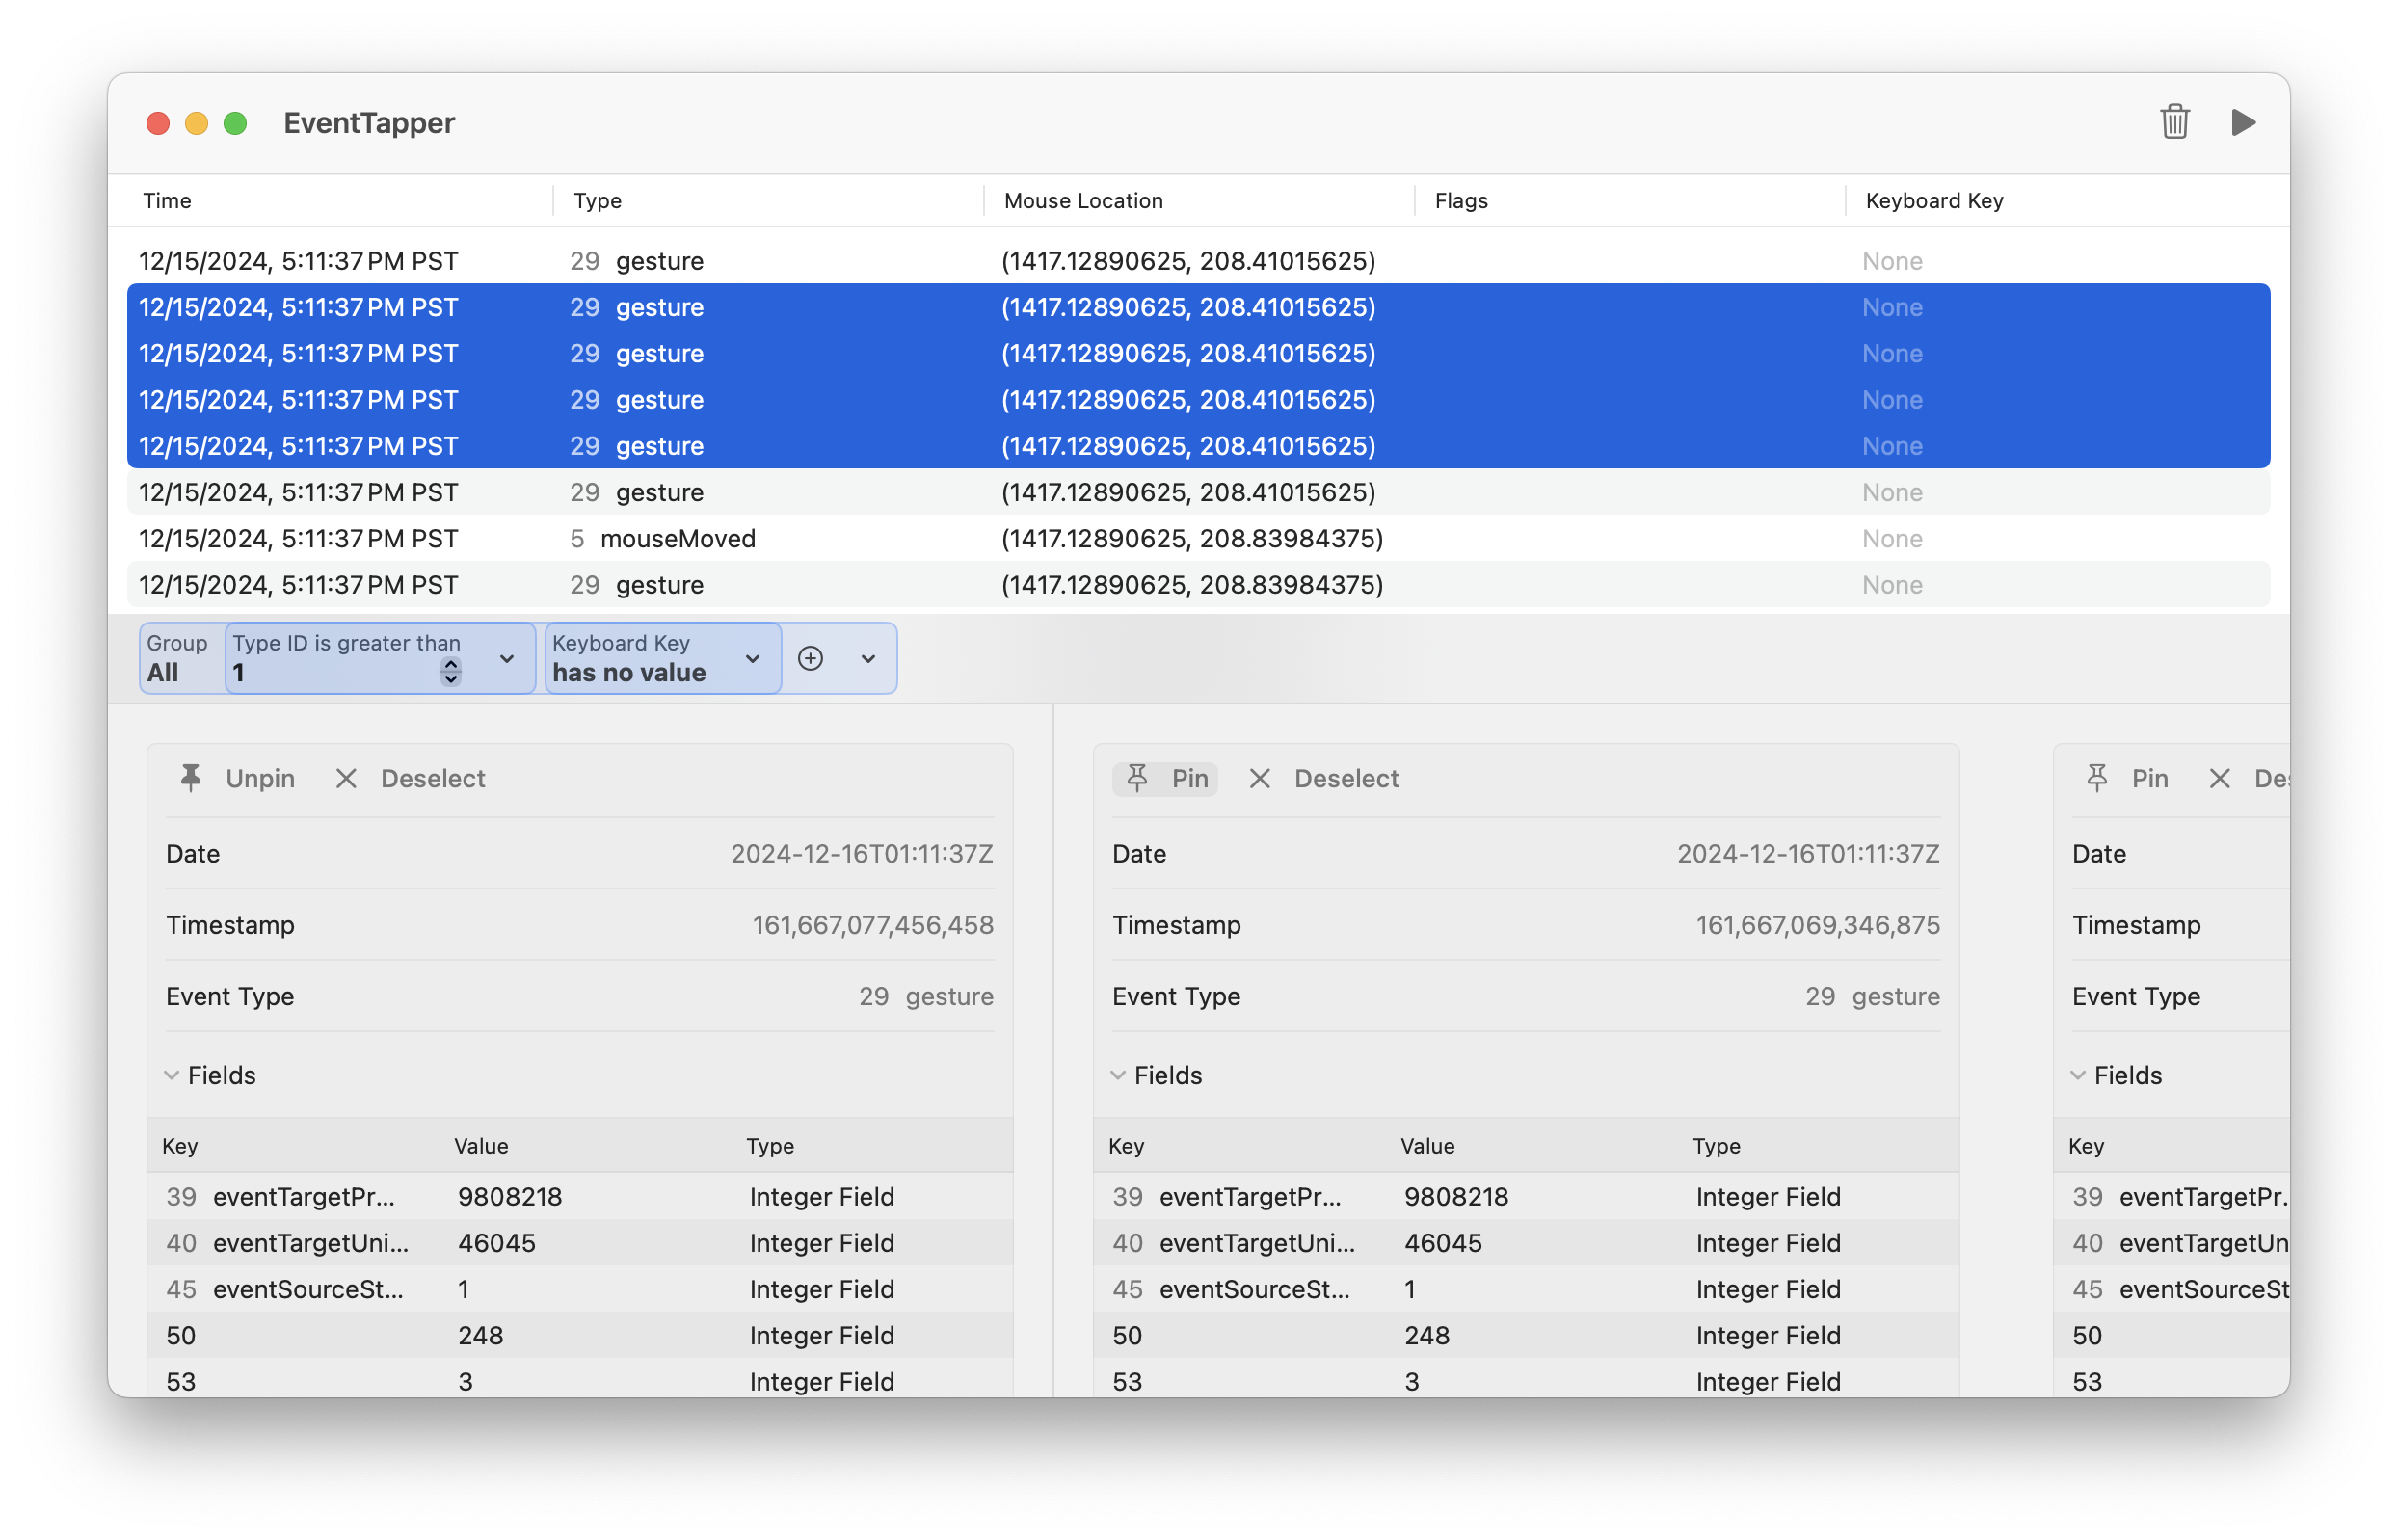 EventTapper
Time Type Mouse Location Flags Keyboard Key
12/15/2024, 5:11:37 PM PST 29 gesture (1417.12890625, 208.41015625) None
12/15/2024, 5:11:37 PM PST 29 gesture (1417.12890625, 208.41015625) None
12/15/2024, 5:11:37 PM PST 29 gesture (1417.12890625, 208.41015625) None
12/15/2024, 5:11:37 PM PST 29 gesture (1417.12890625, 208.41015625) None
12/15/2024, 5:11:37 PM PST 29 gesture (1417.12890625, 208.41015625) None
12/15/2024, 5:11:37 PM PST 29 gesture (1417.12890625, 208.41015625) None
12/15/2024, 5:11:37 PM PST 5 mouseMoved (1417.12890625, 208.83984375) None
12/15/2024, 5:11:37 PM PST 29 gesture (1417.12890625, 208.83984375) None
Group Type ID is greater than Keyboard Key
All 1 has no value
Unpin Deselect Pin Deselect Pin Des
Date 2024-12-16T01:11:37Z Date 2024-12-16T01:11:37Z Date
Timestamp 161,667,077,456,458 Timestamp 161,667,069,346,875 Timestamp
Event Type 29 gesture Event Type 29 gesture Event Type
Fields Fields Fields
Key Value Type Key Value Type Key
39 eventTargetPr... 9808218 Integer Field 39 eventTargetPr... 9808218 Integer Field 39 eventTargetPr.
40 eventTargetUni... 46045 Integer Field 40 eventTargetUni... 46045 Integer Field 40 eventTargetUn
45 eventSourceSt... 1 Integer Field 45 eventSourceSt... 1 Integer Field 45 eventSourceSt
50 248 Integer Field 50 248 Integer Field 50
53 3 Integer Field 53 3 Integer Field 53